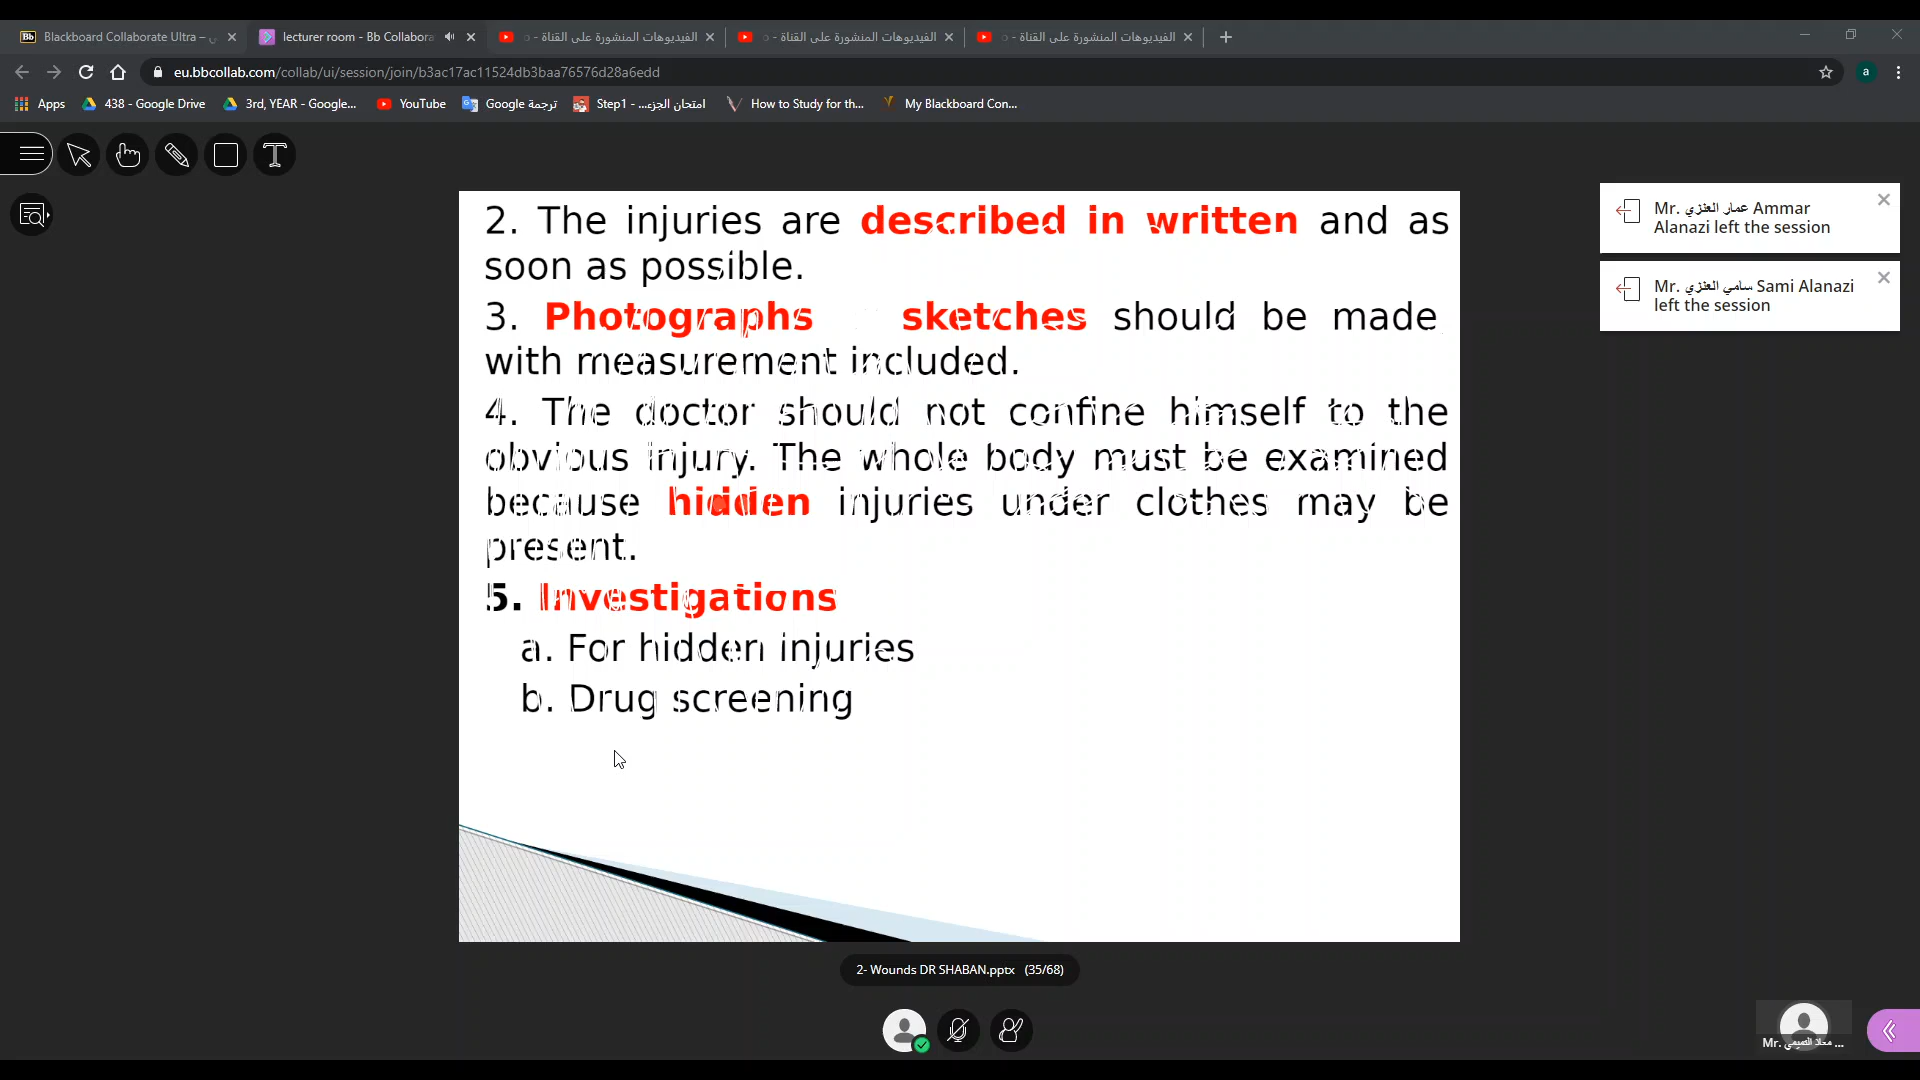 Blackboard Collaborate Ultra –
lecturer room - Bb Collabora
الفيديوهات المنشورة على القناة -
الفيديوهات المنشورة على القناة -
الفيديوهات المنشورة على القناة -
eu.bbcollab.com/collab/ui/session/join/b3ac17ac11524db3baa76576d28a6edd
a
Apps
438 - Google Drive
3rd, YEAR - Google...
YouTube
ترجمة Google
Step1 - ...امتحان الجزء
How to Study for th...
My Blackboard Con...
T
2. The injuries are described in written and as
soon as possible.
3. Photographs sketches should be made
with measurement included.
4. The doctor should not confine himself to the
obvious injury. The whole body must be examined
because hidden injuries under clothes may be
present.
5. Investigations
a. For hidden injuries
b. Drug screening
Mr. عمار العنزي Ammar
Alanazi left the session
Mr. سامي العنزي Sami Alanazi
left the session
2- Wounds DR SHABAN.pptx (35/68)
Mr. معلا التميمي ...